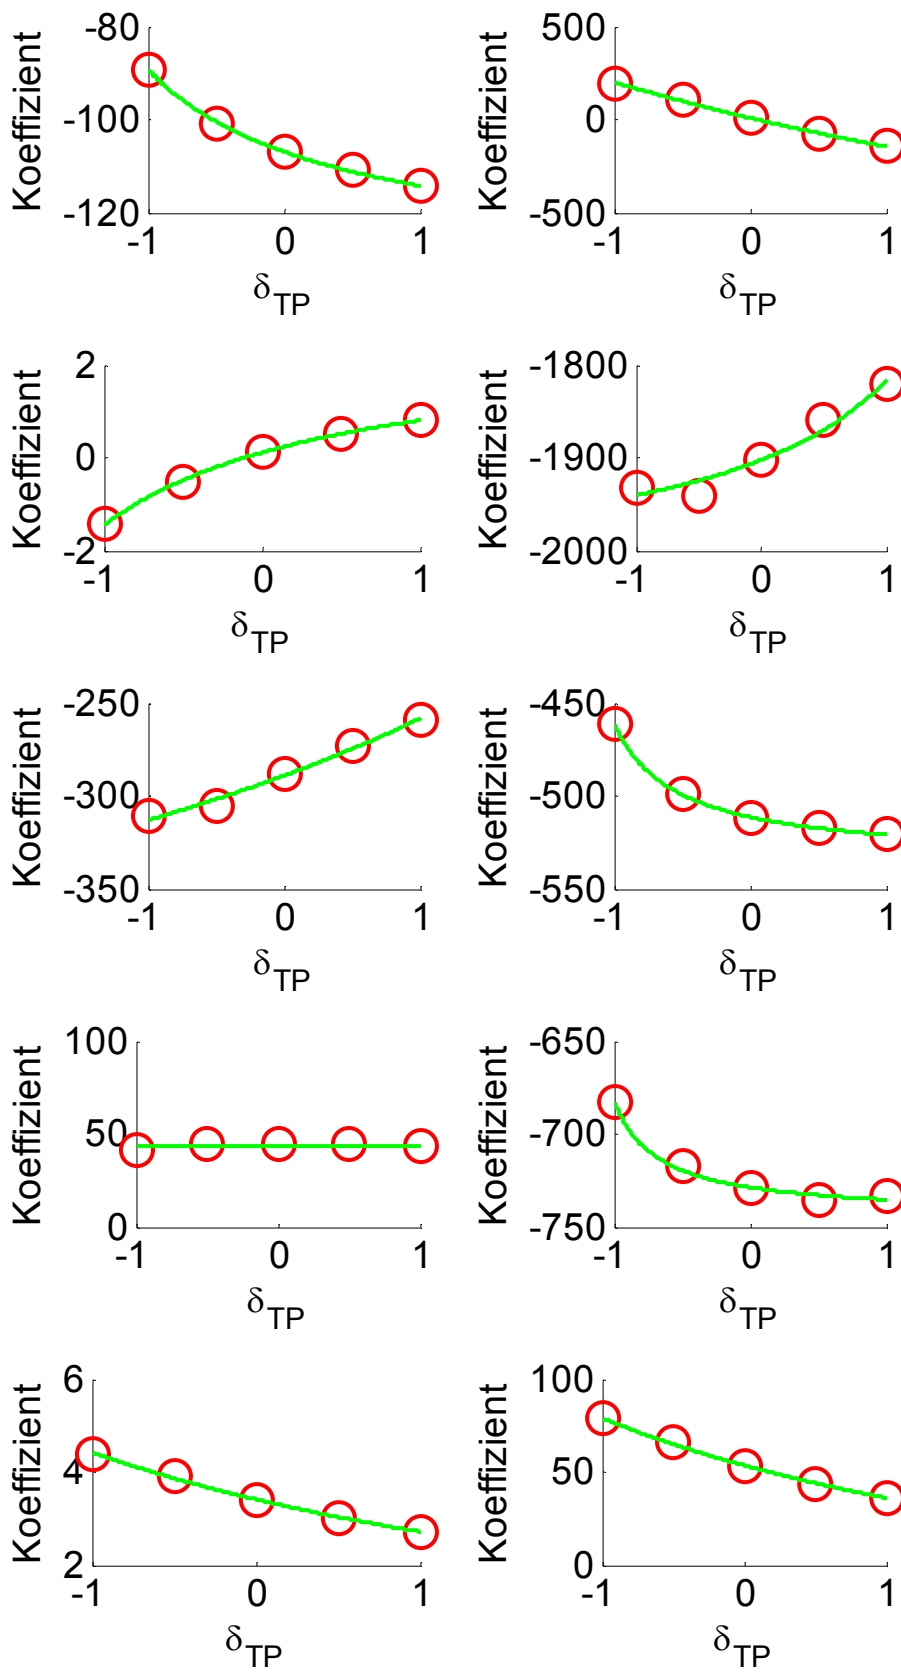 Koeffizient
-80
-100
-120
-1 0 1
δTP
Koeffizient
500
0
-500
-1 0 1
δTP
Koeffizient
2
0
-2
-1 0 1
δTP
Koeffizient
-1800
-1900
-2000
-1 0 1
δTP
Koeffizient
-250
-300
-350
-1 0 1
δTP
Koeffizient
-450
-500
-550
-1 0 1
δTP
Koeffizient
100
50
0
-1 0 1
δTP
Koeffizient
-650
-700
-750
-1 0 1
δTP
Koeffizient
6
4
2
-1 0 1
δTP
Koeffizient
100
50
0
-1 0 1
δTP